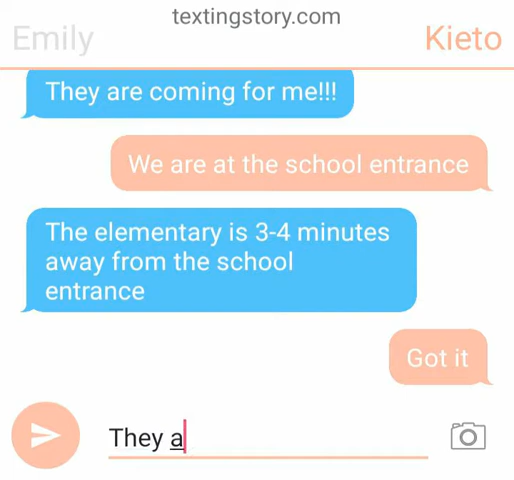 textingstory.com
Emily
Kieto
They are coming for me!!!
We are at the school entrance
The elementary is 3-4 minutes
away from the school
entrance
Got it
They a